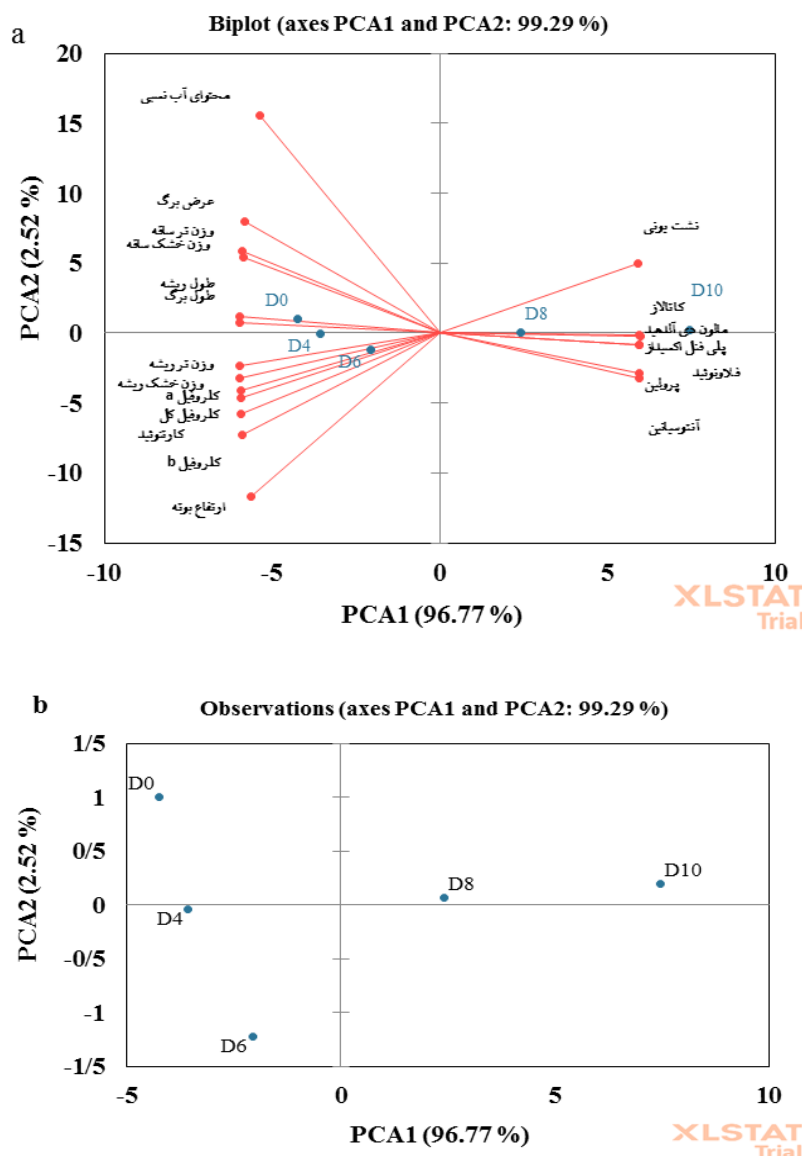 a
Biplot (axes PCA1 and PCA2: 99.29 %)
20
15
10
5
0
-5
-10
-15
PCA2 (2.52 %)
محتوای آب نسبی
عرض برگ
وزن تر ساقه
وزن خشک ساقه
طول ریشه
طول برگ
D0
D4
D6
وزن تر ریشه
وزن خشک ریشه
کلروفیل a
کلروفیل کل
کارتنوئید
کلروفیل b
ارتفاع بوته
نشت یونی
D8
D10
کاتالاز
مالون دی آلدهید
پلی فنل اکسیداز
فلاونوئید
پرولین
آنتوسیانین
-10
-5
0
5
10
PCA1 (96.77 %)
XLSTAT
Trial
b
Observations (axes PCA1 and PCA2: 99.29 %)
1/5
1
0/5
0
-0/5
-1
-1/5
PCA2 (2.52 %)
D0
D4
D6
D8
D10
-5
0
5
10
PCA1 (96.77 %)
XLSTAT
Trial